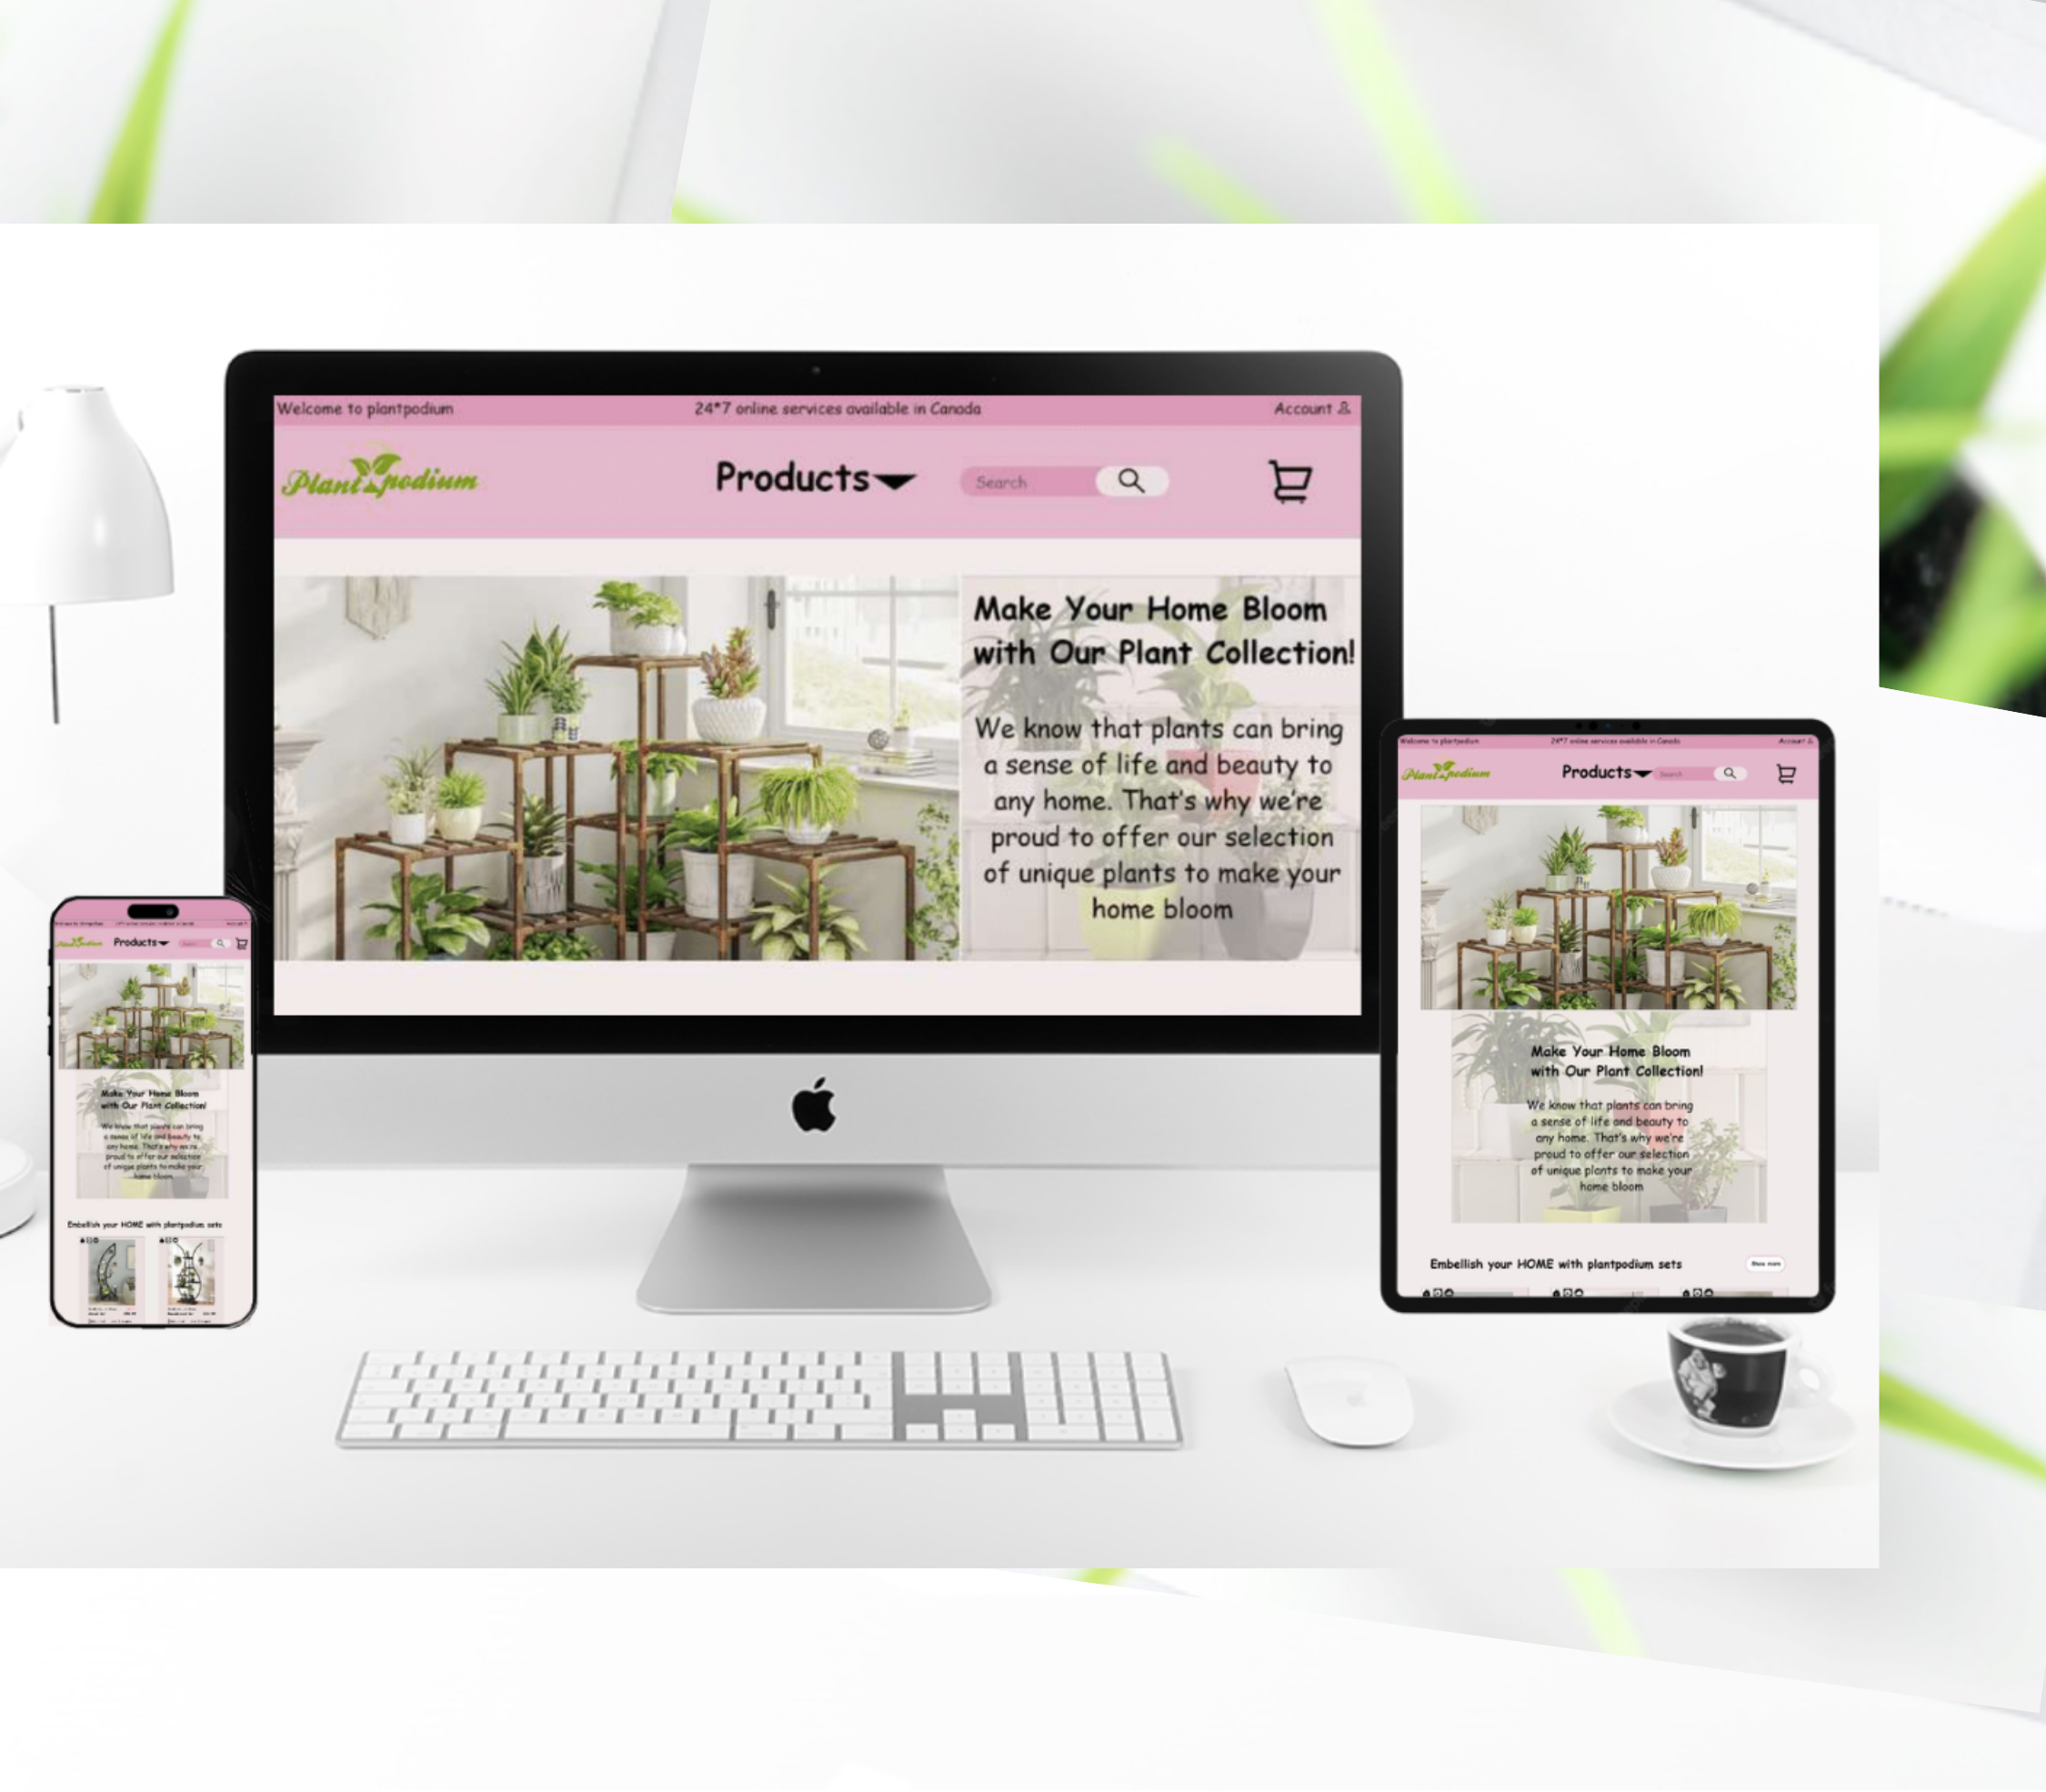 Welcome to plantpodium
24*7 online services available in Canada
Account
Plant podium
Products
Search
Make Your Home Bloom
with Our Plant Collection!
We know that plants can bring
a sense of life and beauty to
any home. That's why we're
proud to offer our selection
of unique plants to make your
home bloom
Products
Make Your Home Bloom
with Our Plant Collection!
We know that plants can bring
a sense of life and beauty to
any home. That's why we're
proud to offer our selection
of unique plants to make your
home bloom
Embellish your HOME with plantpodium sets
Welcome to plantpodium
24*7 online services available in Canada
Account
Plant podium
Products
Search
Make Your Home Bloom
with Our Plant Collection!
We know that plants can bring
a sense of life and beauty to
any home. That's why we're
proud to offer our selection
of unique plants to make your
home bloom
Embellish your HOME with plantpodium sets
Show more